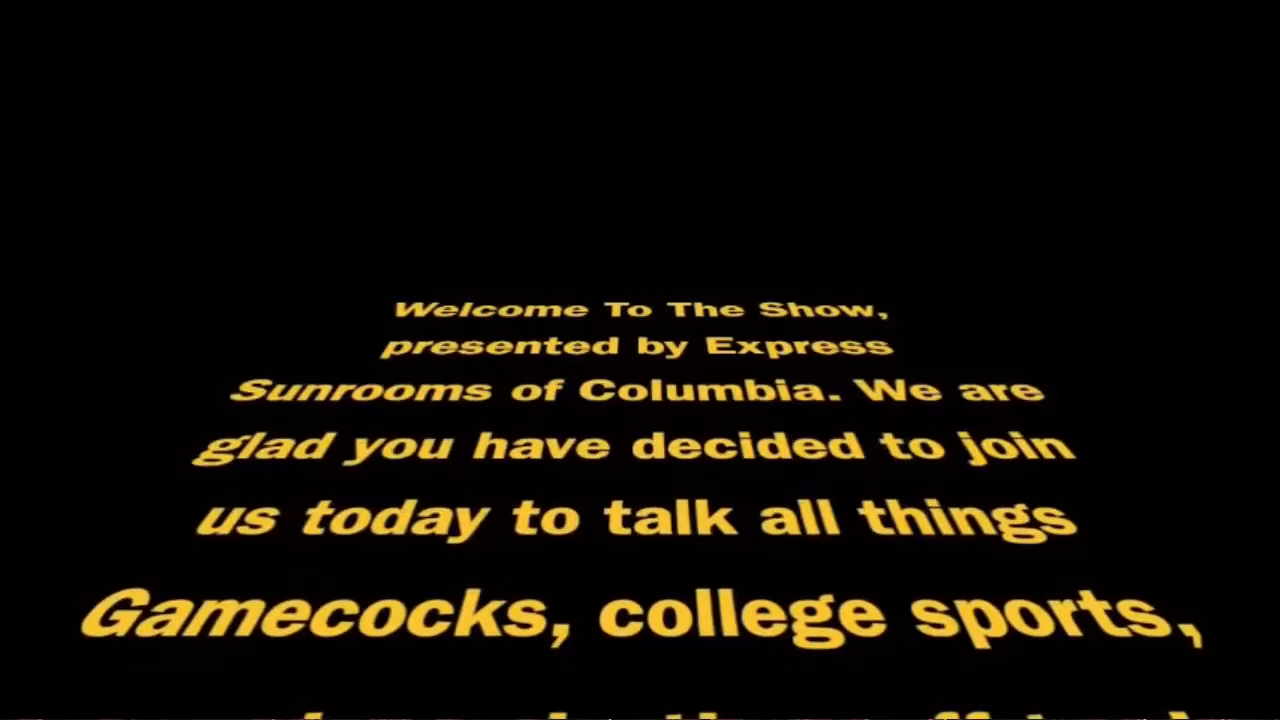 Welcome To The Show,
presented by Express
Sunrooms of Columbia. We are
glad you have decided to join
us today to talk all things
Gamecocks, college sports,